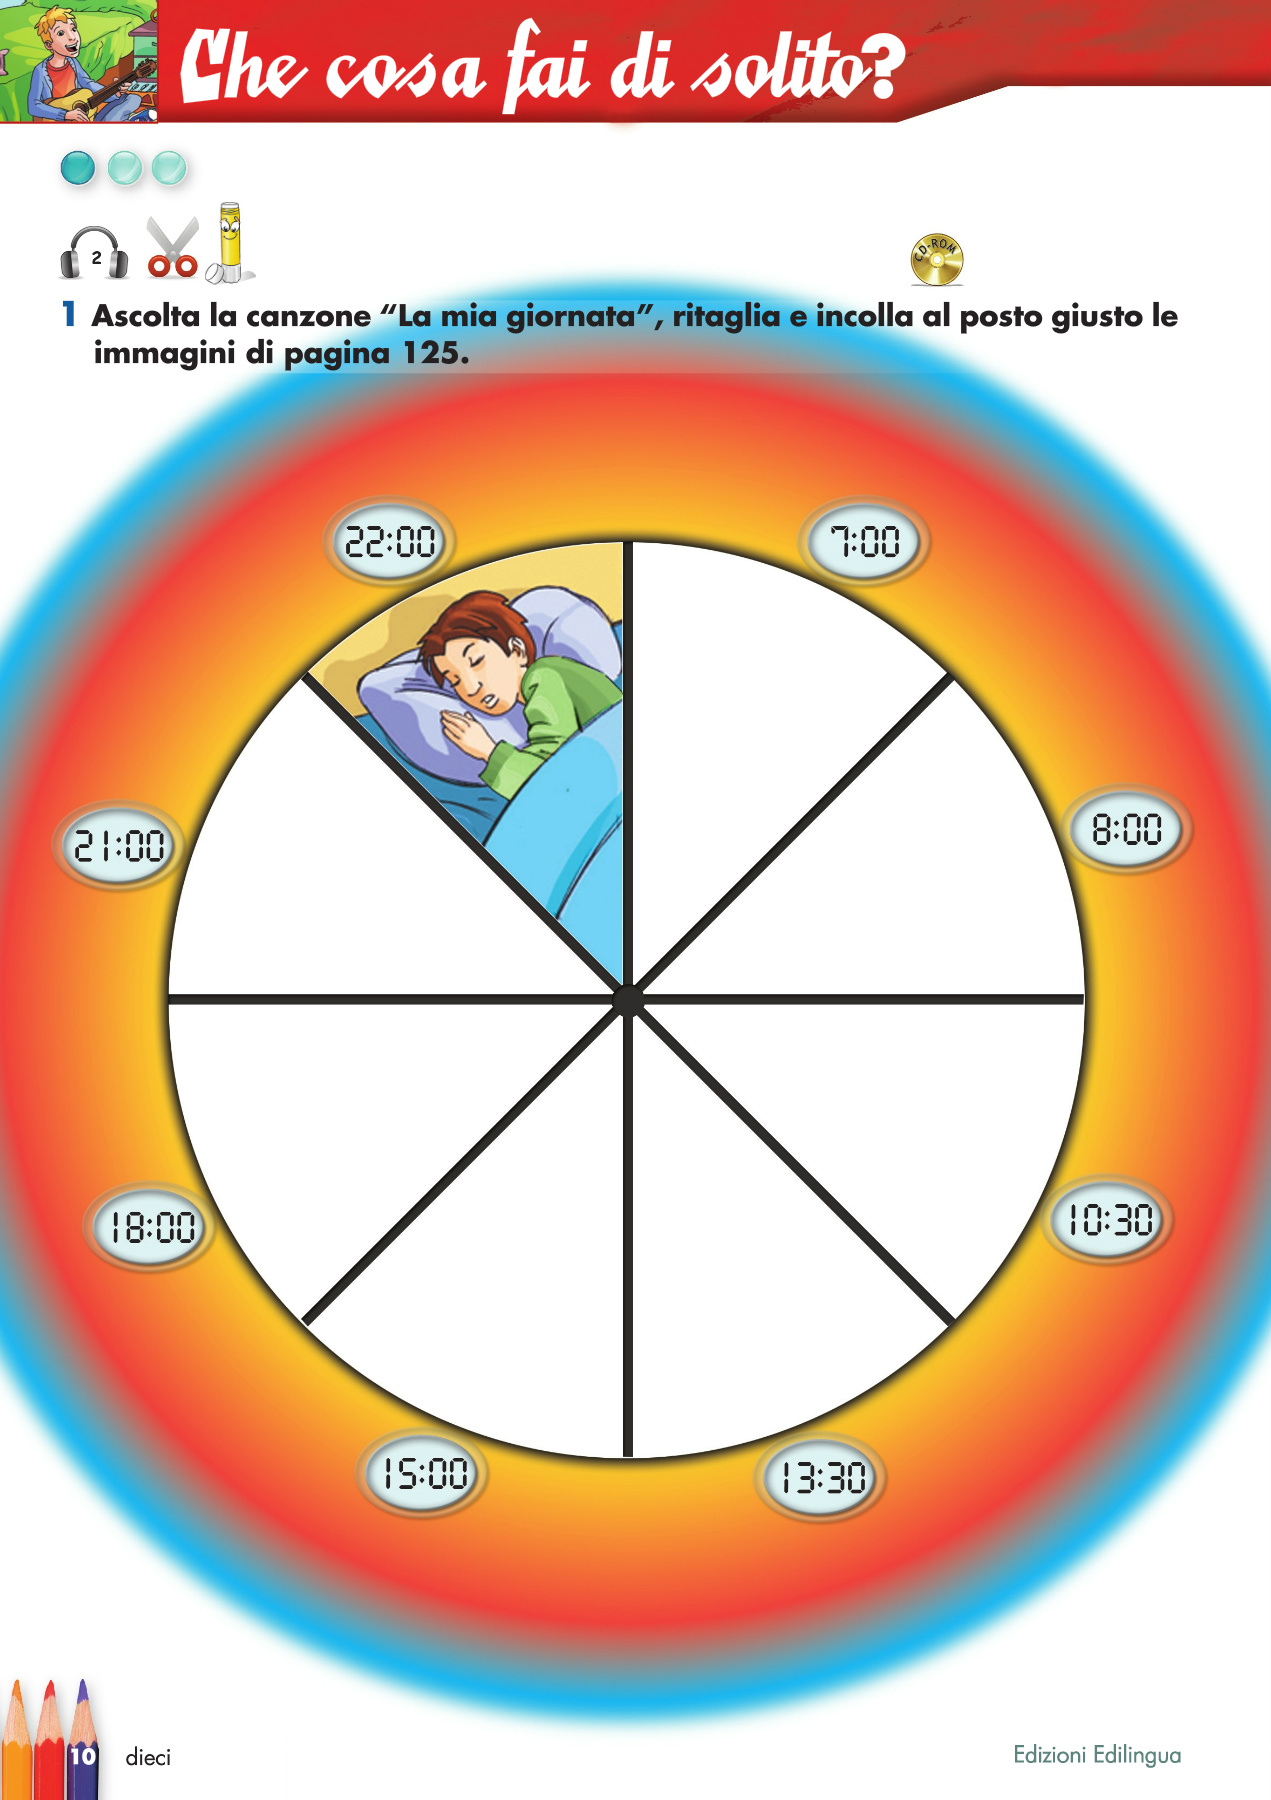 Che cosa fai di solito?
2
CD-ROM
1 Ascolta la canzone “La mia giornata”, ritaglia e incolla al posto giusto le
immagini di pagina 125.
22:00
7:00
21:00
8:00
18:00
10:30
15:00
13:30
10
dieci
Edizioni Edilingua